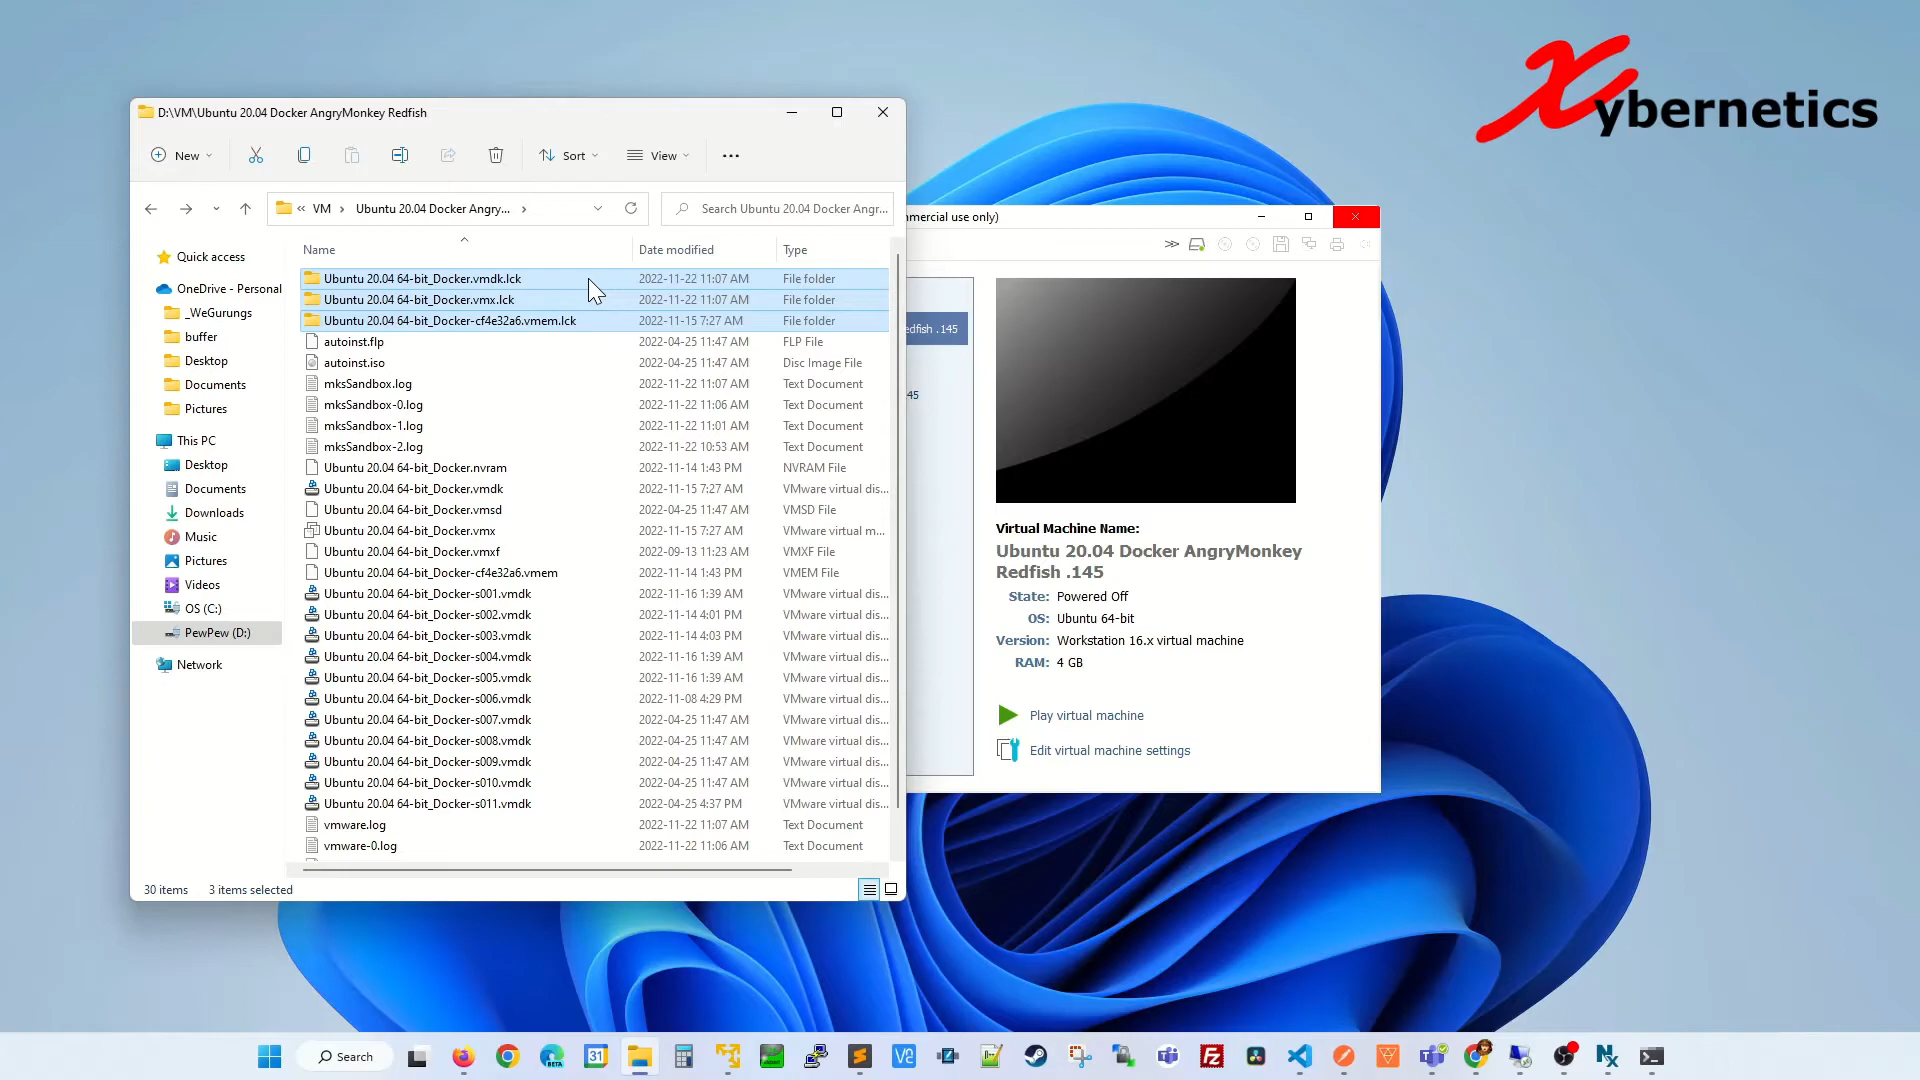 Xybernetics
D:\VM\Ubuntu 20.04 Docker AngryMonkey Redfish
New
Sort
View
« VM › Ubuntu 20.04 Docker Angry... ›
Search Ubuntu 20.04 Docker Angr...
Name
Date modified
Type
Quick access
OneDrive - Personal
_WeGurungs
buffer
Desktop
Documents
Pictures
This PC
Desktop
Documents
Downloads
Music
Pictures
Videos
OS (C:)
PewPew (D:)
Network
Ubuntu 20.04 64-bit_Docker.vmdk.lck 2022-11-22 11:07 AM File folder
Ubuntu 20.04 64-bit_Docker.vmx.lck 2022-11-22 11:07 AM File folder
Ubuntu 20.04 64-bit_Docker-cf4e32a6.vmem.lck 2022-11-15 7:27 AM File folder
autoinst.flp 2022-04-25 11:47 AM FLP File
autoinst.iso 2022-04-25 11:47 AM Disc Image File
mksSandbox.log 2022-11-22 11:07 AM Text Document
mksSandbox-0.log 2022-11-22 11:06 AM Text Document
mksSandbox-1.log 2022-11-22 11:01 AM Text Document
mksSandbox-2.log 2022-11-22 10:53 AM Text Document
Ubuntu 20.04 64-bit_Docker.nvram 2022-11-14 1:43 PM NVRAM File
Ubuntu 20.04 64-bit_Docker.vmdk 2022-11-15 7:27 AM VMware virtual dis...
Ubuntu 20.04 64-bit_Docker.vmsd 2022-04-25 11:47 AM VMSD File
Ubuntu 20.04 64-bit_Docker.vmx 2022-11-15 7:27 AM VMware virtual m...
Ubuntu 20.04 64-bit_Docker.vmxf 2022-09-13 11:23 AM VMXF File
Ubuntu 20.04 64-bit_Docker-cf4e32a6.vmem 2022-11-14 1:43 PM VMEM File
Ubuntu 20.04 64-bit_Docker-s001.vmdk 2022-11-16 1:39 AM VMware virtual dis...
Ubuntu 20.04 64-bit_Docker-s002.vmdk 2022-11-14 4:01 PM VMware virtual dis...
Ubuntu 20.04 64-bit_Docker-s003.vmdk 2022-11-14 4:03 PM VMware virtual dis...
Ubuntu 20.04 64-bit_Docker-s004.vmdk 2022-11-16 1:39 AM VMware virtual dis...
Ubuntu 20.04 64-bit_Docker-s005.vmdk 2022-11-16 1:39 AM VMware virtual dis...
Ubuntu 20.04 64-bit_Docker-s006.vmdk 2022-11-08 4:29 PM VMware virtual dis...
Ubuntu 20.04 64-bit_Docker-s007.vmdk 2022-04-25 11:47 AM VMware virtual dis...
Ubuntu 20.04 64-bit_Docker-s008.vmdk 2022-04-25 11:47 AM VMware virtual dis...
Ubuntu 20.04 64-bit_Docker-s009.vmdk 2022-04-25 11:47 AM VMware virtual dis...
Ubuntu 20.04 64-bit_Docker-s010.vmdk 2022-04-25 11:47 AM VMware virtual dis...
Ubuntu 20.04 64-bit_Docker-s011.vmdk 2022-04-25 4:37 PM VMware virtual dis...
vmware.log 2022-11-22 11:07 AM Text Document
vmware-0.log 2022-11-22 11:06 AM Text Document
30 items 3 items selected
mmercial use only)
edfish .145
45
Virtual Machine Name:
Ubuntu 20.04 Docker AngryMonkey
Redfish .145
State: Powered Off
OS: Ubuntu 64-bit
Version: Workstation 16.x virtual machine
RAM: 4 GB
Play virtual machine
Edit virtual machine settings
Search
BETA
31